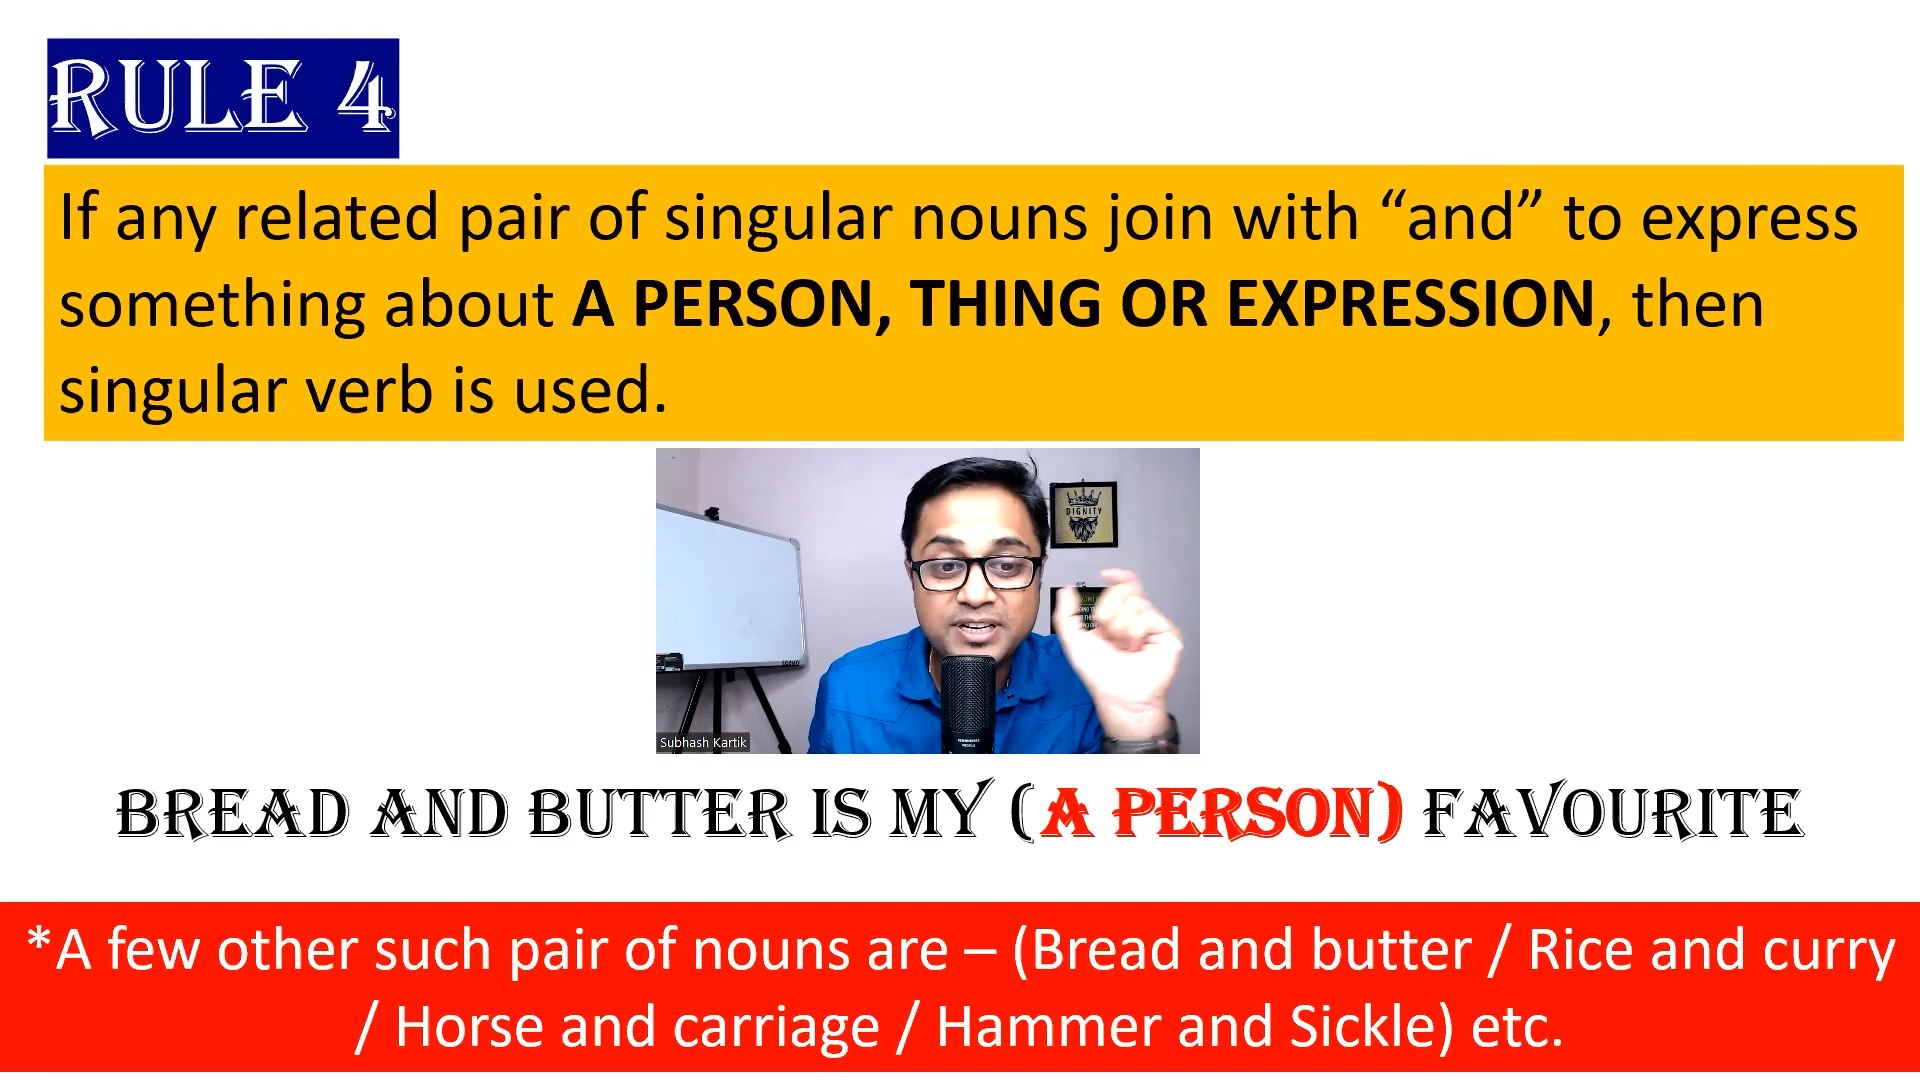 RULE 4
If any related pair of singular nouns join with “and” to express
something about A PERSON, THING OR EXPRESSION, then
singular verb is used.
DIGNITY
Subhash Kartik
BREAD AND BUTTER IS MY (A PERSON) FAVOURITE
*A few other such pair of nouns are – (Bread and butter / Rice and curry
/ Horse and carriage / Hammer and Sickle) etc.